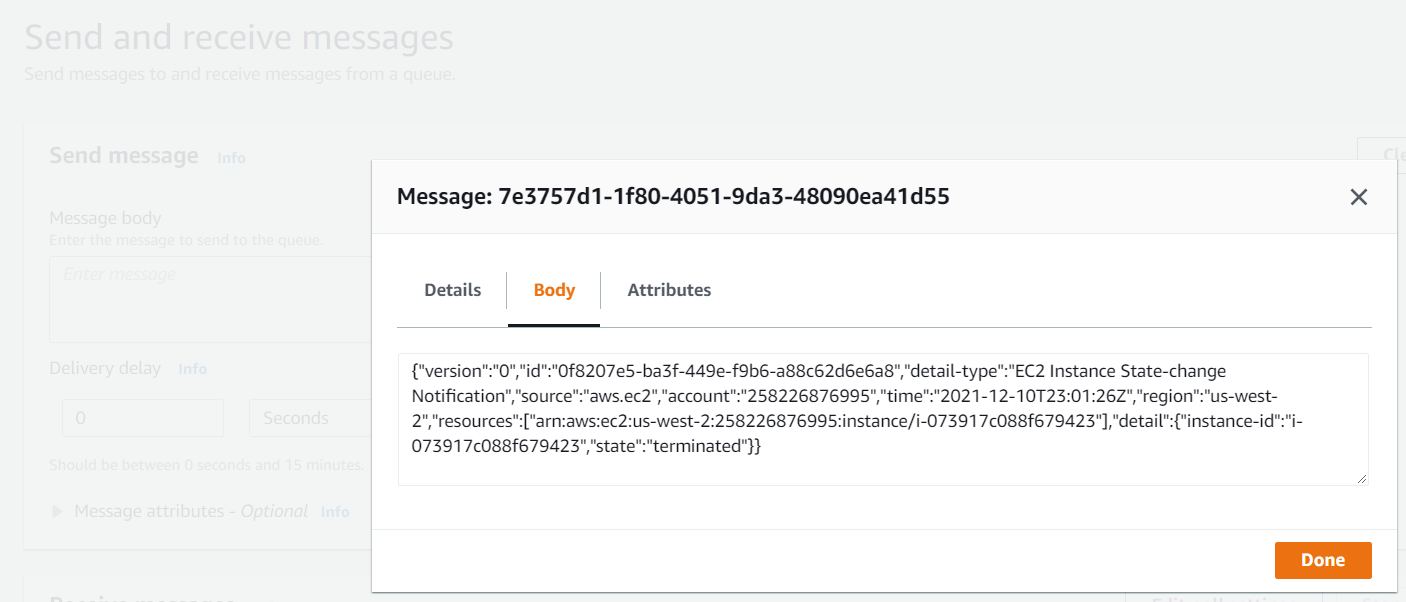 Send and receive messages
Send messages to and receive messages from a queue.
Send message Info
Message body
Enter the message to send to the queue.
Enter message
Delivery delay Info
0 Seconds
Should be between 0 seconds and 15 minutes.
Message attributes - Optional Info
Message: 7e3757d1-1f80-4051-9da3-48090ea41d55
Details Body Attributes
{"version":"0","id":"0f8207e5-ba3f-449e-f9b6-a88c62d6e6a8","detail-type":"EC2 Instance State-change
Notification","source":"aws.ec2","account":"258226876995","time":"2021-12-10T23:01:26Z","region":"us-west-
2","resources":["arn:aws:ec2:us-west-2:258226876995:instance/i-073917c088f679423"],"detail":{"instance-id":"i-
073917c088f679423","state":"terminated"}}
Done
Receive messages